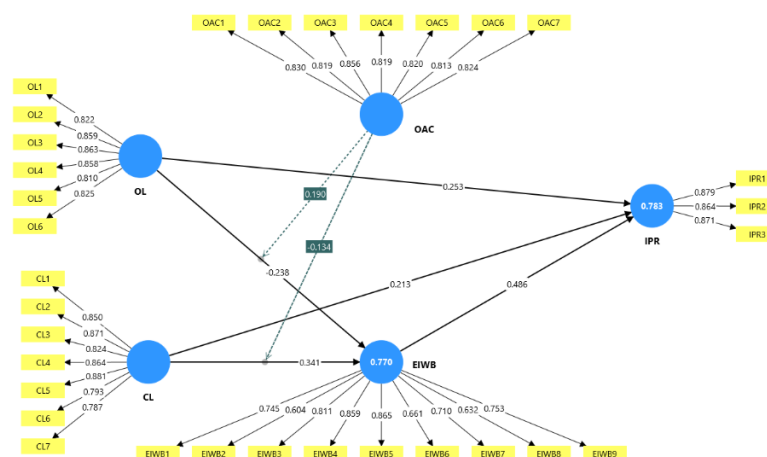 OAC1 OAC2 OAC3 OAC4 OAC5 OAC6 OAC7
0.830 0.819 0.856 0.819 0.820 0.813 0.824
OAC
OL1
OL2
OL3
OL4
OL5
OL6
0.822
0.859
0.863
0.858
0.810
0.825
OL
0.190
-0.134
0.253
-0.238
0.213
0.486
0.341
0.783
IPR
0.879
0.864
0.871
IPR1
IPR2
IPR3
CL1
CL2
CL3
CL4
CL5
CL6
CL7
0.850
0.871
0.824
0.864
0.881
0.793
0.787
CL
0.770
EIWB
0.745 0.604 0.811 0.859 0.865 0.661 0.710 0.632 0.753
EIWB1 EIWB2 EIWB3 EIWB4 EIWB5 EIWB6 EIWB7 EIWB8 EIWB9